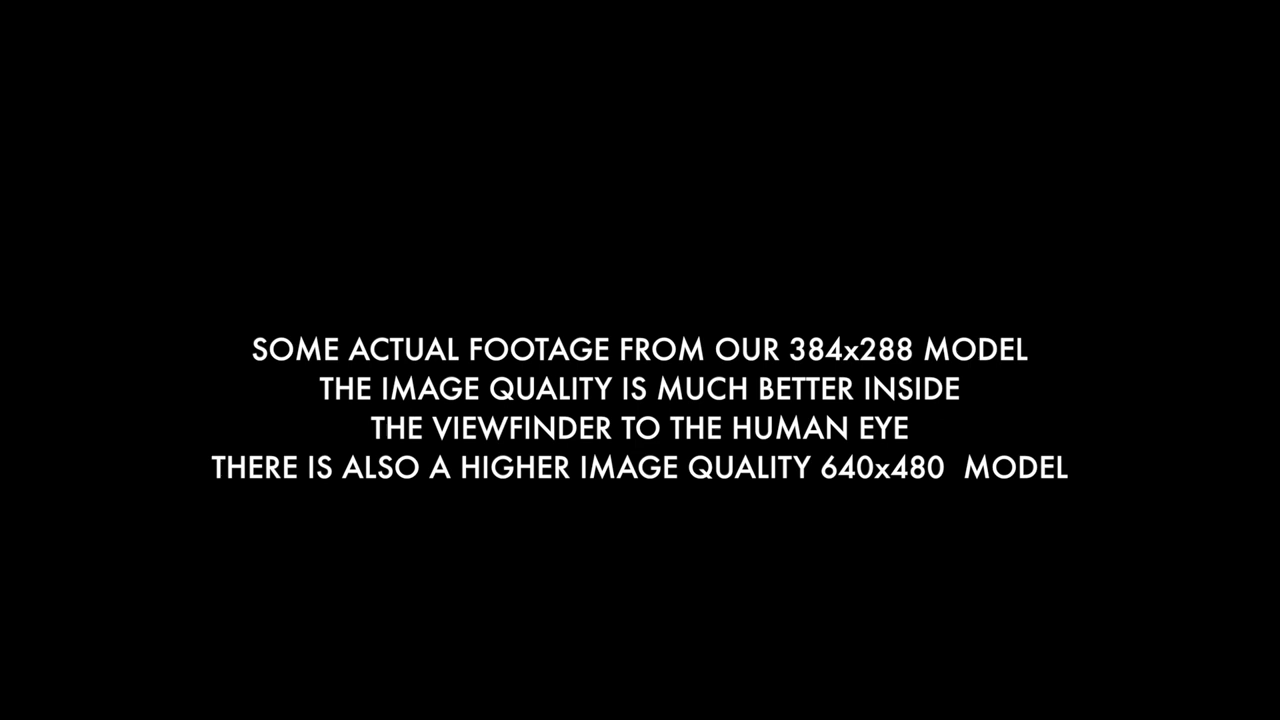 SOME ACTUAL FOOTAGE FROM OUR 384x288 MODEL
THE IMAGE QUALITY IS MUCH BETTER INSIDE
THE VIEWFINDER TO THE HUMAN EYE
THERE IS ALSO A HIGHER IMAGE QUALITY 640x480  MODEL